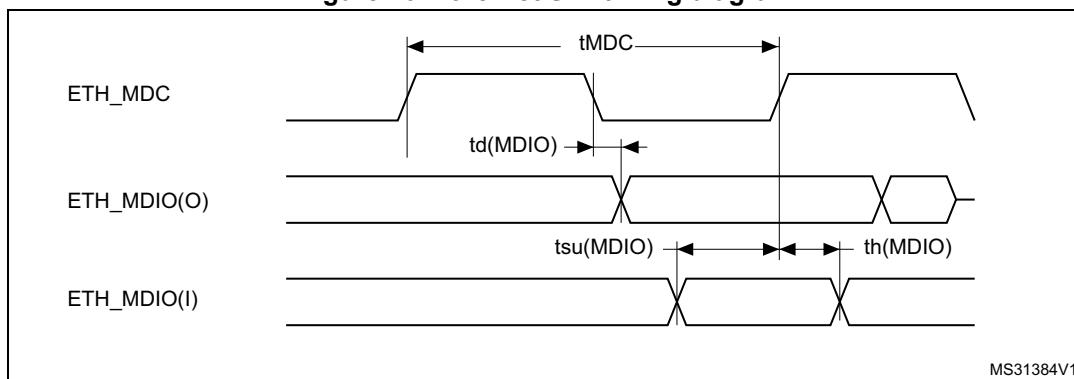 tMDC
ETH_MDC
td(MDIO)
ETH_MDIO(O)
tsu(MDIO) th(MDIO)
ETH_MDIO(I)
MS31384V1